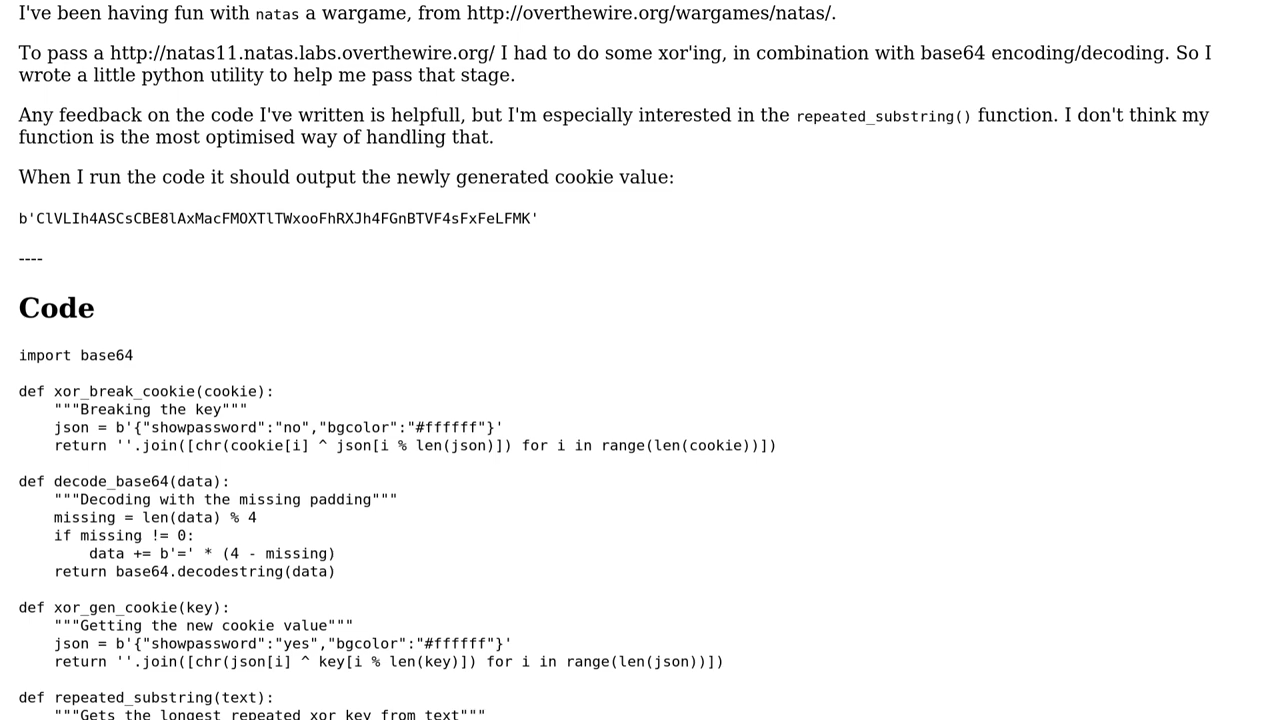 I've been having fun with natas a wargame, from http://overthewire.org/wargames/natas/.
To pass a http://natas11.natas.labs.overthewire.org/ I had to do some xor'ing, in combination with base64 encoding/decoding. So I
wrote a little python utility to help me pass that stage.
Any feedback on the code I've written is helpfull, but I'm especially interested in the repeated_substring() function. I don't think my
function is the most optimised way of handling that.
When I run the code it should output the newly generated cookie value:
b'ClVLIh4ASCsCBE8lAxMacFMOXTlTWxooFhRXJh4FGnBTVF4sFxFeLFMK'
----
Code
import base64
def xor_break_cookie(cookie):
    """Breaking the key"""
    json = b'{"showpassword":"no","bgcolor":"#ffffff"}'
    return ''.join([chr(cookie[i] ^ json[i % len(json)]) for i in range(len(cookie))])
def decode_base64(data):
    """Decoding with the missing padding"""
    missing = len(data) % 4
    if missing != 0:
        data += b'=' * (4 - missing)
    return base64.decodestring(data)
def xor_gen_cookie(key):
    """Getting the new cookie value"""
    json = b'{"showpassword":"yes","bgcolor":"#ffffff"}'
    return ''.join([chr(json[i] ^ key[i % len(key)]) for i in range(len(json))])
def repeated_substring(text):
    """Gets the longest repeated xor key from text"""